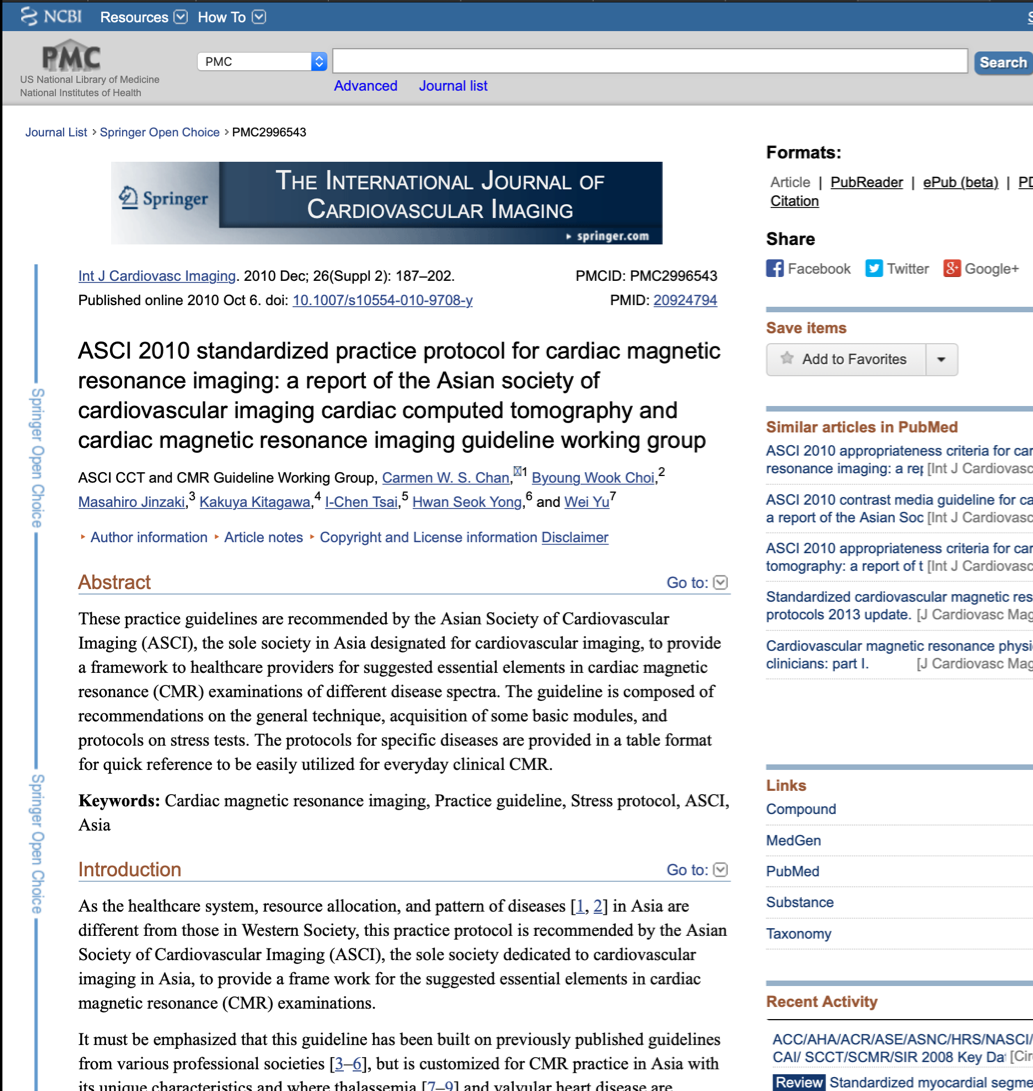 NCBI Resources How To S
PMC
US National Library of Medicine
National Institutes of Health
PMC
Search
Advanced Journal list
Journal List › Springer Open Choice › PMC2996543
Springer
THE INTERNATIONAL JOURNAL OF
CARDIOVASCULAR IMAGING
▸ springer.com
Int J Cardiovasc Imaging. 2010 Dec; 26(Suppl 2): 187–202.
PMCID: PMC2996543
Published online 2010 Oct 6. doi: 10.1007/s10554-010-9708-y
PMID: 20924794
ASCI 2010 standardized practice protocol for cardiac magnetic
resonance imaging: a report of the Asian society of
cardiovascular imaging cardiac computed tomography and
cardiac magnetic resonance imaging guideline working group
ASCI CCT and CMR Guideline Working Group, Carmen W. S. Chan,1 Byoung Wook Choi,2
Masahiro Jinzaki,3 Kakuya Kitagawa,4 I-Chen Tsai,5 Hwan Seok Yong,6 and Wei Yu7
▸ Author information ▸ Article notes ▸ Copyright and License information Disclaimer
Abstract
Go to:
These practice guidelines are recommended by the Asian Society of Cardiovascular
Imaging (ASCI), the sole society in Asia designated for cardiovascular imaging, to provide
a framework to healthcare providers for suggested essential elements in cardiac magnetic
resonance (CMR) examinations of different disease spectra. The guideline is composed of
recommendations on the general technique, acquisition of some basic modules, and
protocols on stress tests. The protocols for specific diseases are provided in a table format
for quick reference to be easily utilized for everyday clinical CMR.
Keywords: Cardiac magnetic resonance imaging, Practice guideline, Stress protocol, ASCI,
Asia
Introduction
Go to:
As the healthcare system, resource allocation, and pattern of diseases [1, 2] in Asia are
different from those in Western Society, this practice protocol is recommended by the Asian
Society of Cardiovascular Imaging (ASCI), the sole society dedicated to cardiovascular
imaging in Asia, to provide a frame work for the suggested essential elements in cardiac
magnetic resonance (CMR) examinations.
It must be emphasized that this guideline has been built on previously published guidelines
from various professional societies [3–6], but is customized for CMR practice in Asia with
its unique characteristics and where thalassemia [7–9] and valvular heart disease are
Springer Open Choice
Springer Open Choice
Formats:
Article | PubReader | ePub (beta) | PD
Citation
Share
Facebook Twitter Google+
Save items
Add to Favorites
Similar articles in PubMed
ASCI 2010 appropriateness criteria for car
resonance imaging: a rep [Int J Cardiovasc
ASCI 2010 contrast media guideline for ca
a report of the Asian Soc [Int J Cardiovasc
ASCI 2010 appropriateness criteria for car
tomography: a report of t [Int J Cardiovasc
Standardized cardiovascular magnetic res
protocols 2013 update. [J Cardiovasc Mag
Cardiovascular magnetic resonance physi
clinicians: part I. [J Cardiovasc Mag
Links
Compound
MedGen
PubMed
Substance
Taxonomy
Recent Activity
ACC/AHA/ACR/ASE/ASNC/HRS/NASCI/
CAI/ SCCT/SCMR/SIR 2008 Key Da [Cir
Review Standardized myocardial segme